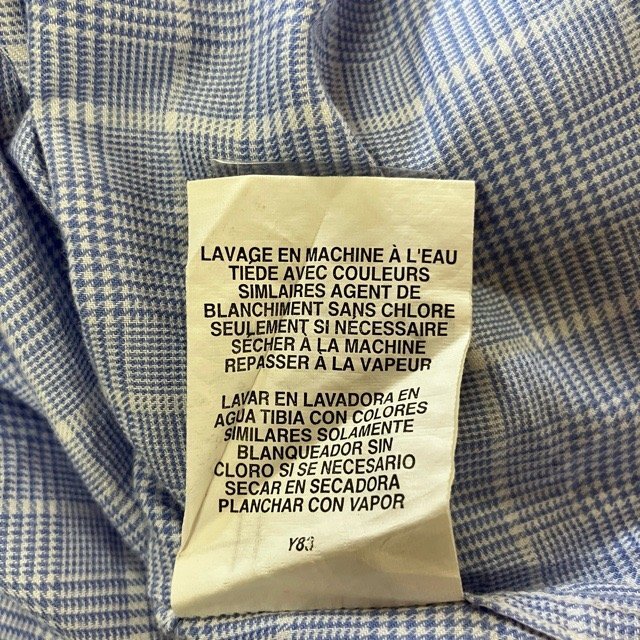 LAVAGE EN MACHINE À L'EAU
TIÈDE AVEC COULEURS
SIMLAIRES AGENT DE
BLANCHIMENT SANS CHLORE
SEULEMENT SI NECESSAIRE
SÉCHER À LA MACHINE
REPASSER À LA VAPEUR
LAVAR EN LAVADORA EN
AGUA TIBIA CON COLORES
SIMILARES SOLAMENTE
BLANQUEADOR SIN
CLORO SI SE NECESARIO
SECAR EN SECADORA
PLANCHAR CON VAPOR
Y83